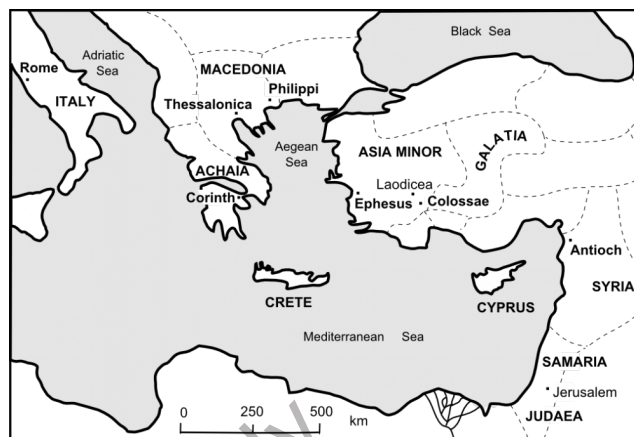 Black Sea
Adriatic
Sea
Rome
MACEDONIA
Philippi
ITALY
Thessalonica
Aegean
Sea
ASIA MINOR
GALATIA
ACHAIA
Laodicea
Corinth
Ephesus
Colossae
Antioch
SYRIA
CRETE
CYPRUS
Mediterranean Sea
SAMARIA
Jerusalem
JUDAEA
0 250 500
km